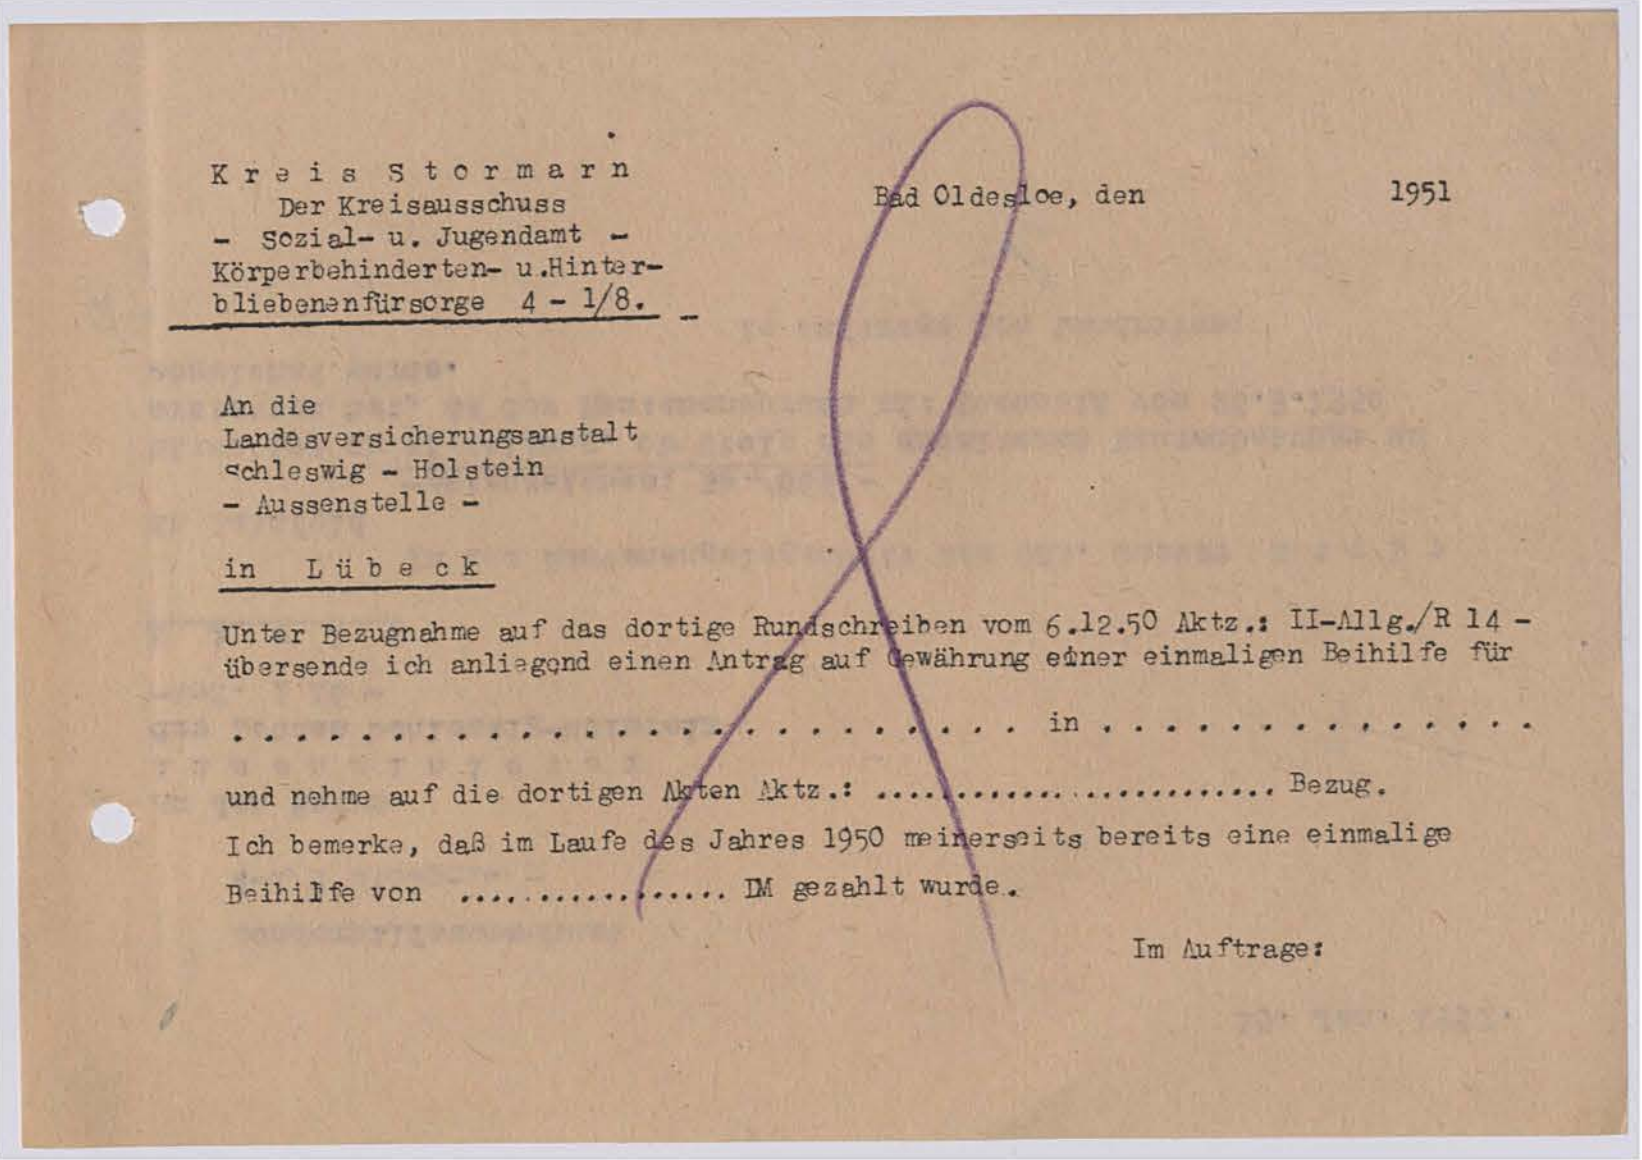 K r e i s  S t o r m a r n
Der Kreisausschuss
- Sozial- u. Jugendamt -
Körperbehinderten- u.Hinter-
bliebenenfürsorge 4 - 1/8.
Bad Oldesloe, den 1951
An die
Landesversicherungsanstalt
Schleswig - Holstein
- Aussenstelle -
in L ü b e c k
Unter Bezugnahme auf das dortige Rundschreiben vom 6.12.50 Aktz.: II-Allg./R 14 -
übersende ich anliegend einen Antrag auf Gewährung einer einmaligen Beihilfe für
. . . . . . . . . . . . . . . . . . . . . . . . . . . . . in . . . . . . . . . . . . . . . .
und nehme auf die dortigen Akten Aktz.: .................................. Bezug.
Ich bemerke, daß im Laufe des Jahres 1950 meinerseits bereits eine einmalige
Beihilfe von ...................... DM gezahlt wurde.
Im Auftrage: